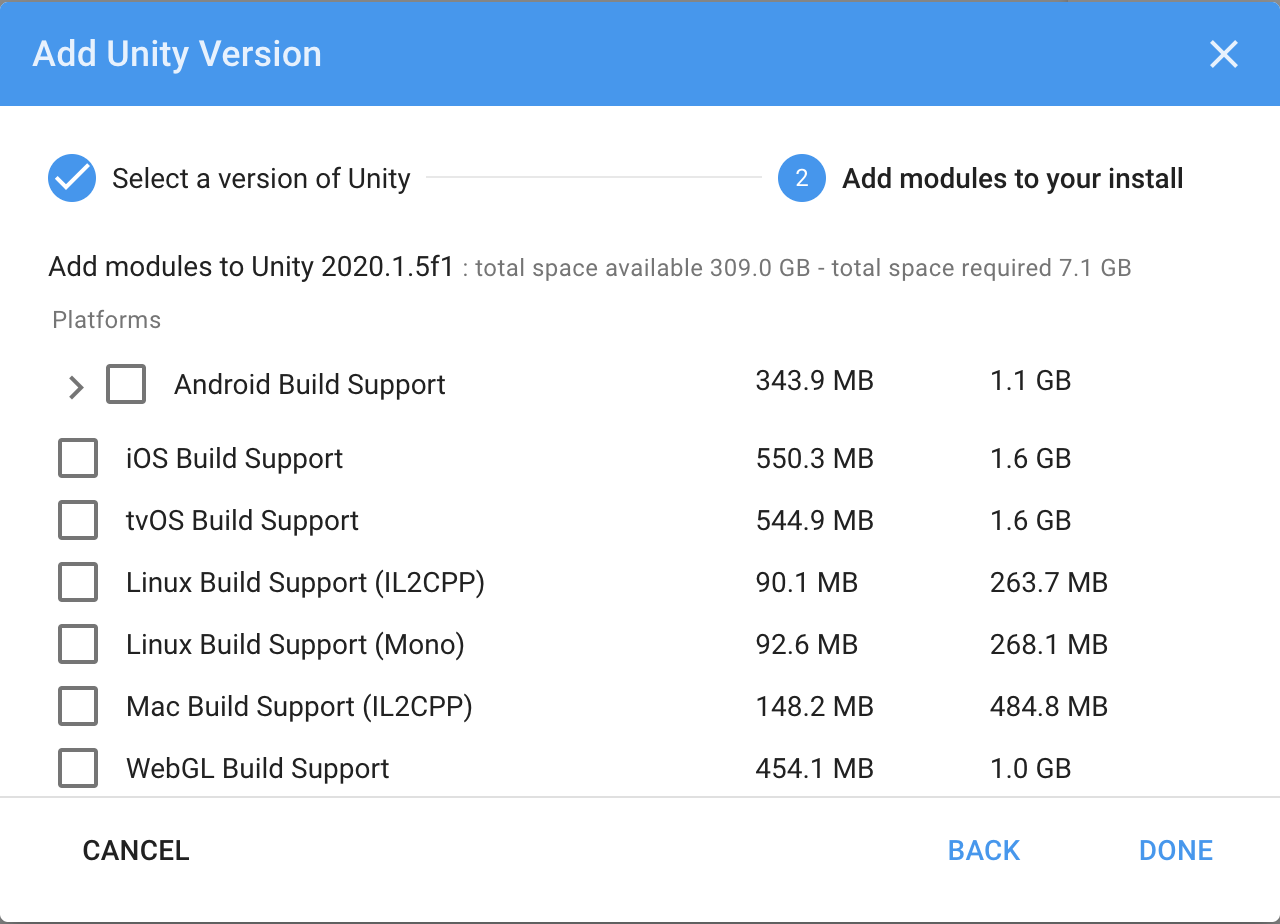 Add Unity Version
Select a version of Unity
2 Add modules to your install
Add modules to Unity 2020.1.5f1 : total space available 309.0 GB - total space required 7.1 GB
Platforms
Android Build Support 343.9 MB 1.1 GB
iOS Build Support 550.3 MB 1.6 GB
tvOS Build Support 544.9 MB 1.6 GB
Linux Build Support (IL2CPP) 90.1 MB 263.7 MB
Linux Build Support (Mono) 92.6 MB 268.1 MB
Mac Build Support (IL2CPP) 148.2 MB 484.8 MB
WebGL Build Support 454.1 MB 1.0 GB
CANCEL BACK DONE